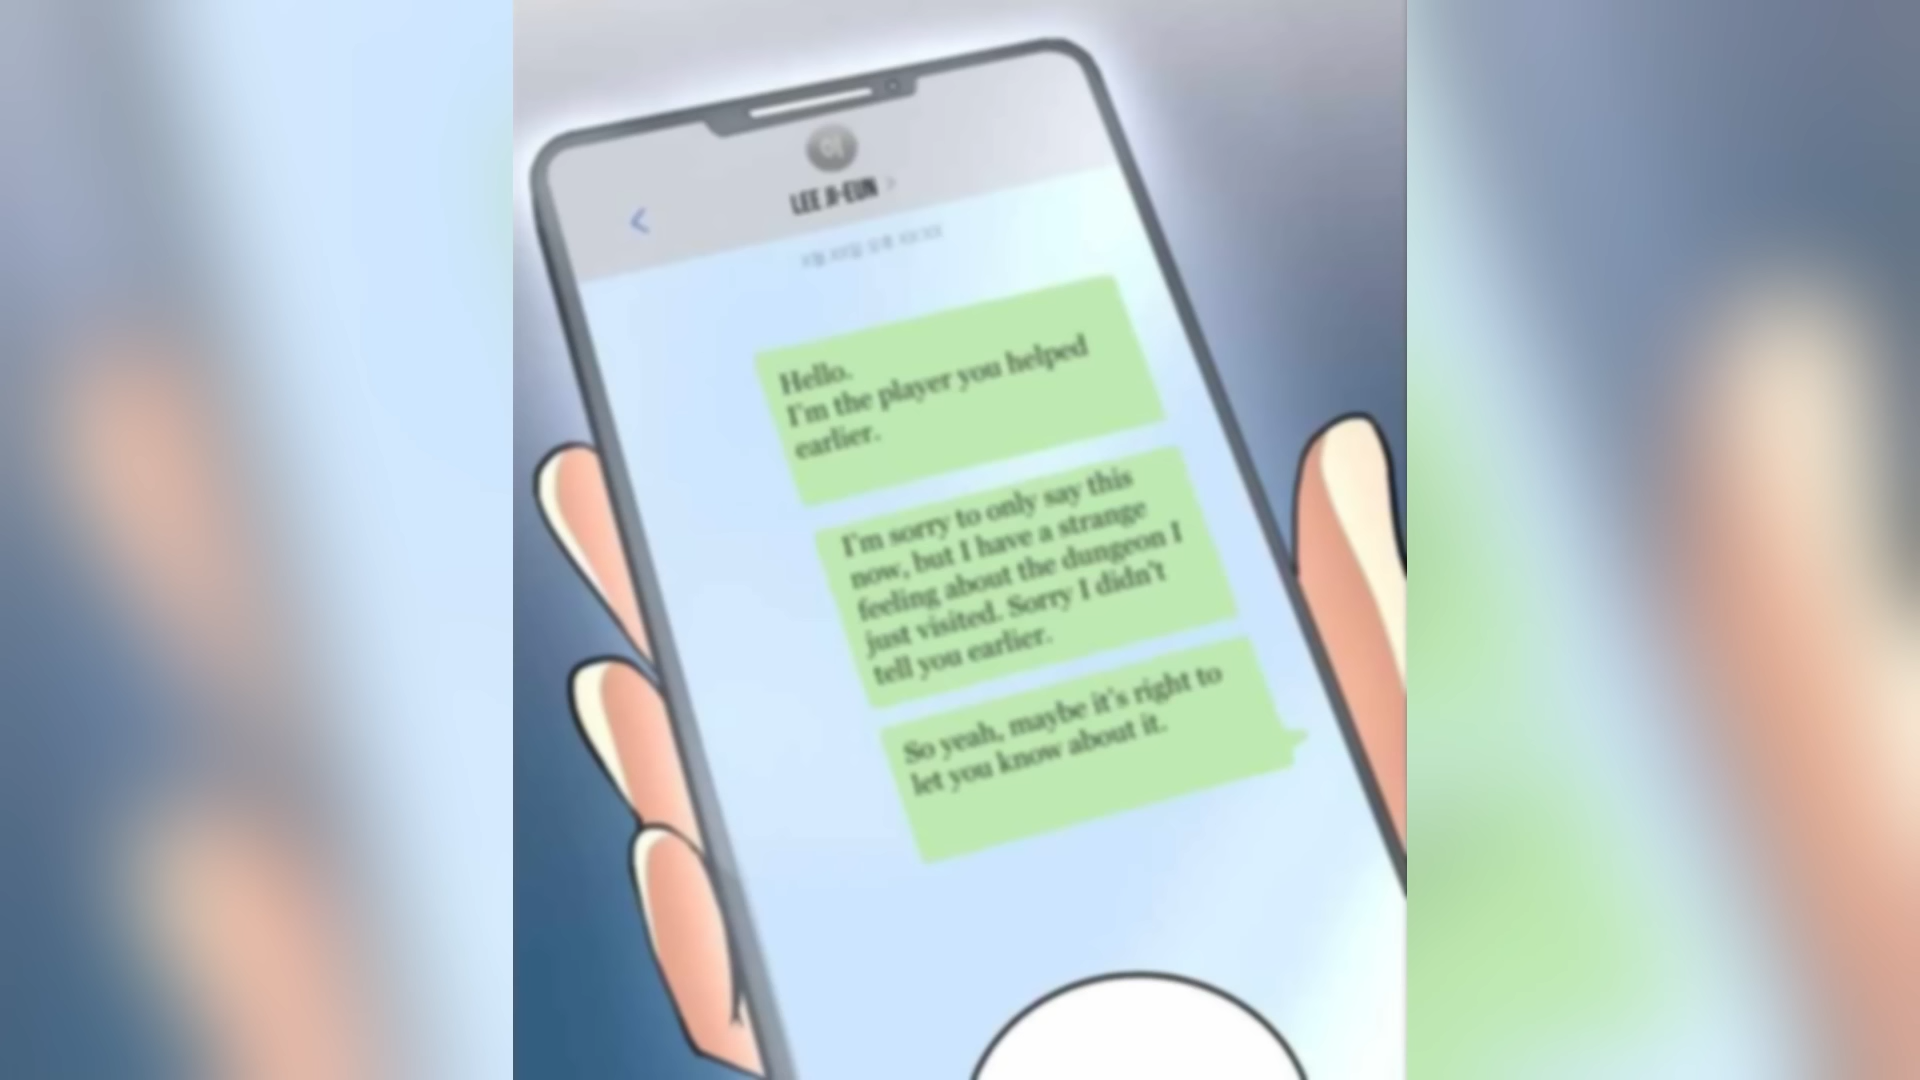 이
LEE JI-EUN
Hello.
I'm the player you helped
earlier.
I'm sorry to only say this
now, but I have a strange
feeling about the dungeon I
just visited. Sorry I didn't
tell you earlier.
So yeah, maybe it's right to
let you know about it.